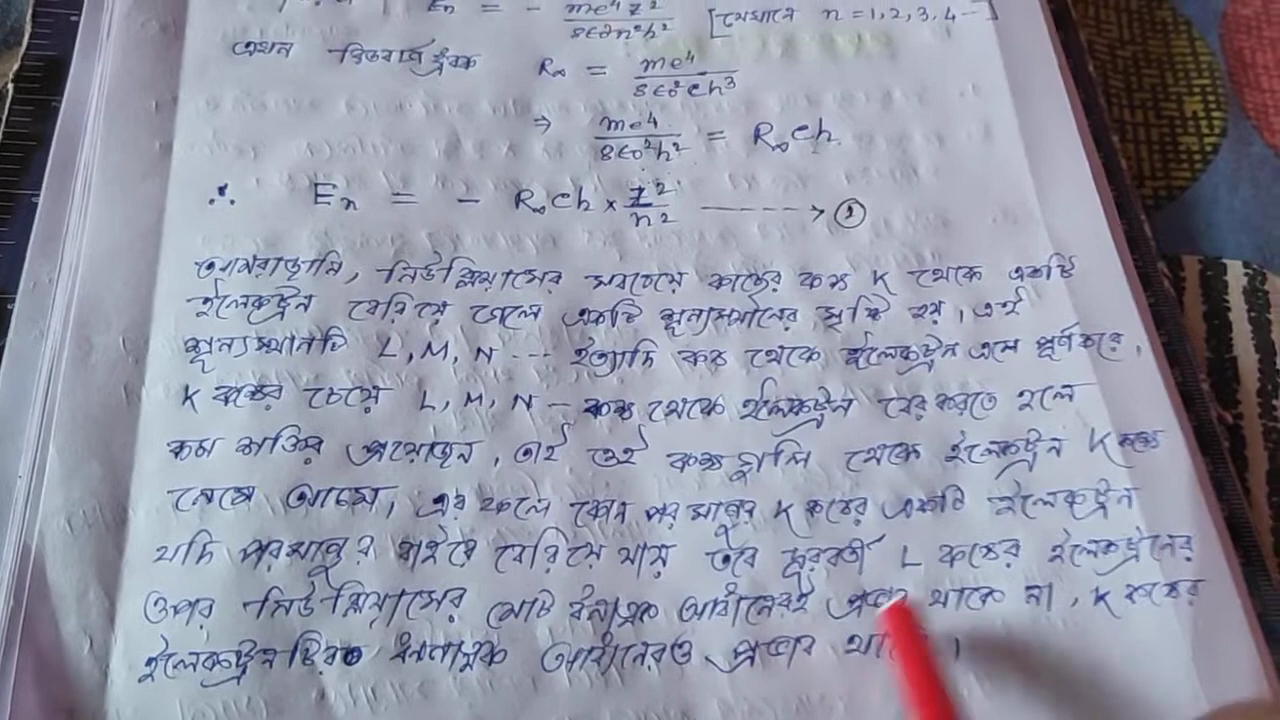 En = - me⁴z²/8ε0²n²h² [যেখানে n = 1, 2, 3, 4 --]
এখন রিডবার্গ ধ্রুবক R∞ = me⁴/8ε0²ch³
⇒ me⁴/8ε0²h² = R∞ch
∴ En = - R∞ch × z²/n² -------→ ②
আমরা জানি, নিউক্লিয়াসের সবচেয়ে কাছের কক্ষ K থেকে একটি
ইলেকট্রন বেরিয়ে গেলে একটি শূন্যস্থানের সৃষ্টি হয়। এই
শূন্যস্থানটি L, M, N --- ইত্যাদি কক্ষ থেকে ইলেকট্রন এসে পূর্ণ করে।
K কক্ষের চেয়ে L, M, N - কক্ষ থেকে ইলেকট্রন বের করতে হলে
কম শক্তির প্রয়োজন, তাই ওই কক্ষগুলি থেকে ইলেকট্রন K কক্ষে
নেমে আসে, এর ফলে কোন পরমাণুর K কক্ষের একটি ইলেকট্রন
যদি পরমাণুর বাইরে বেরিয়ে যায় তবে দূরবর্তী L কক্ষের ইলেকট্রনের
ওপর নিউক্লিয়াসের মোট ধনাত্মক আধানেরই প্রভাব থাকে না, K কক্ষের
ইলেকট্রনটির ঋণাত্মক আধানেরও প্রভাব